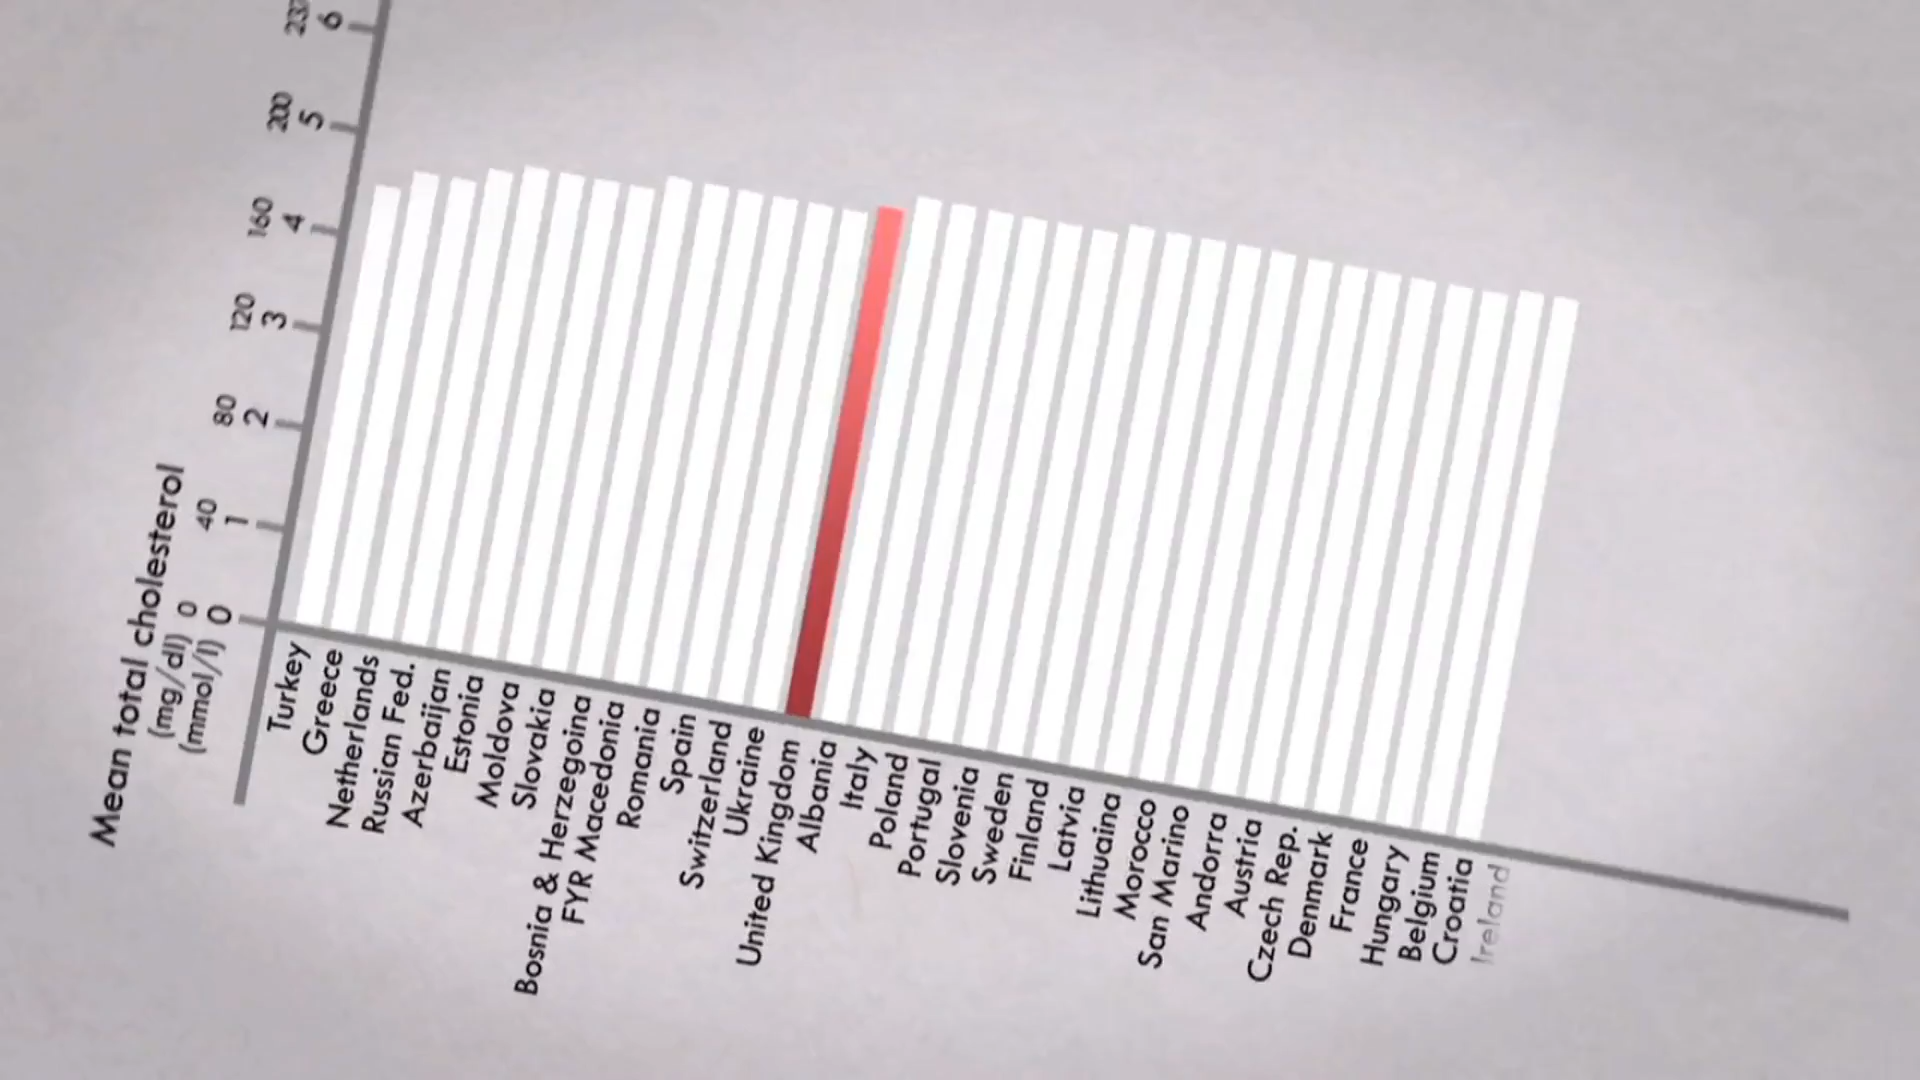 237
6
200
5
160
4
120
3
80
2
40
1
0
0
Mean total cholesterol
(mg/dl)
(mmol/l)
Turkey
Greece
Netherlands
Russian Fed.
Azerbaijan
Estonia
Moldova
Slovakia
Bosnia & Herzegoina
FYR Macedonia
Romania
Spain
Switzerland
Ukraine
United Kingdom
Albania
Italy
Poland
Portugal
Slovenia
Sweden
Finland
Latvia
Lithuaina
Morocco
San Marino
Andorra
Austria
Czech Rep.
Denmark
France
Hungary
Belgium
Croatia
Ireland